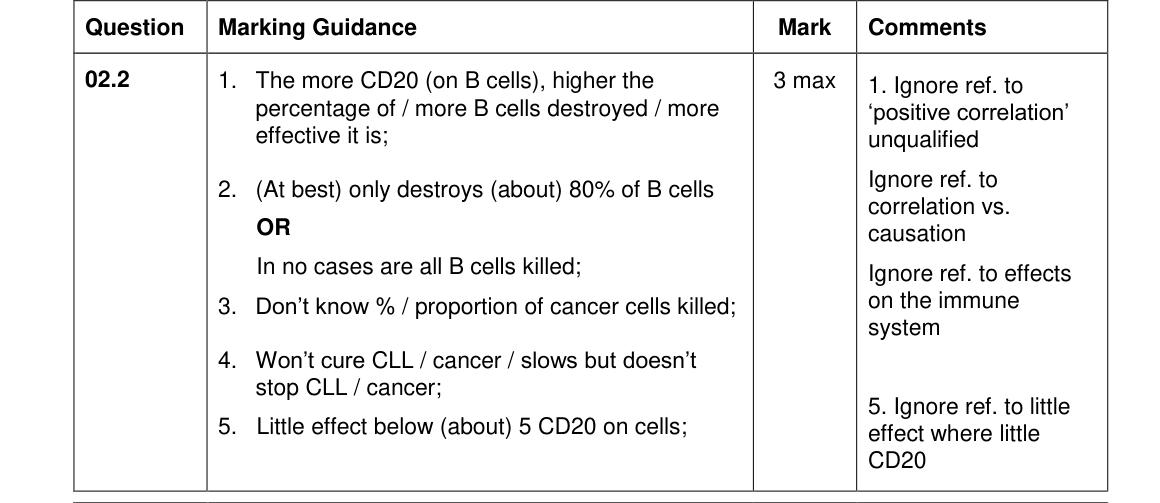 Question Marking Guidance Mark Comments
02.2
1. The more CD20 (on B cells), higher the
percentage of / more B cells destroyed / more
effective it is;
2. (At best) only destroys (about) 80% of B cells
OR
In no cases are all B cells killed;
3. Don’t know % / proportion of cancer cells killed;
4. Won’t cure CLL / cancer / slows but doesn’t
stop CLL / cancer;
5. Little effect below (about) 5 CD20 on cells;
3 max
1. Ignore ref. to
‘positive correlation’
unqualified
Ignore ref. to
correlation vs.
causation
Ignore ref. to effects
on the immune
system
5. Ignore ref. to little
effect where little
CD20